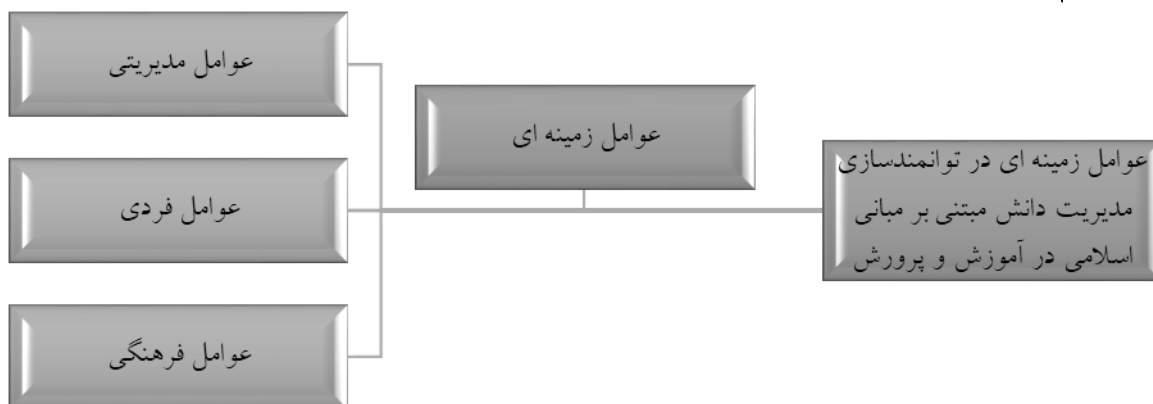 عوامل زمینه ای در توانمندسازی
مدیریت دانش مبتنی بر مبانی
اسلامی در آموزش و پرورش
عوامل زمینه ای
عوامل مدیریتی
عوامل فردی
عوامل فرهنگی